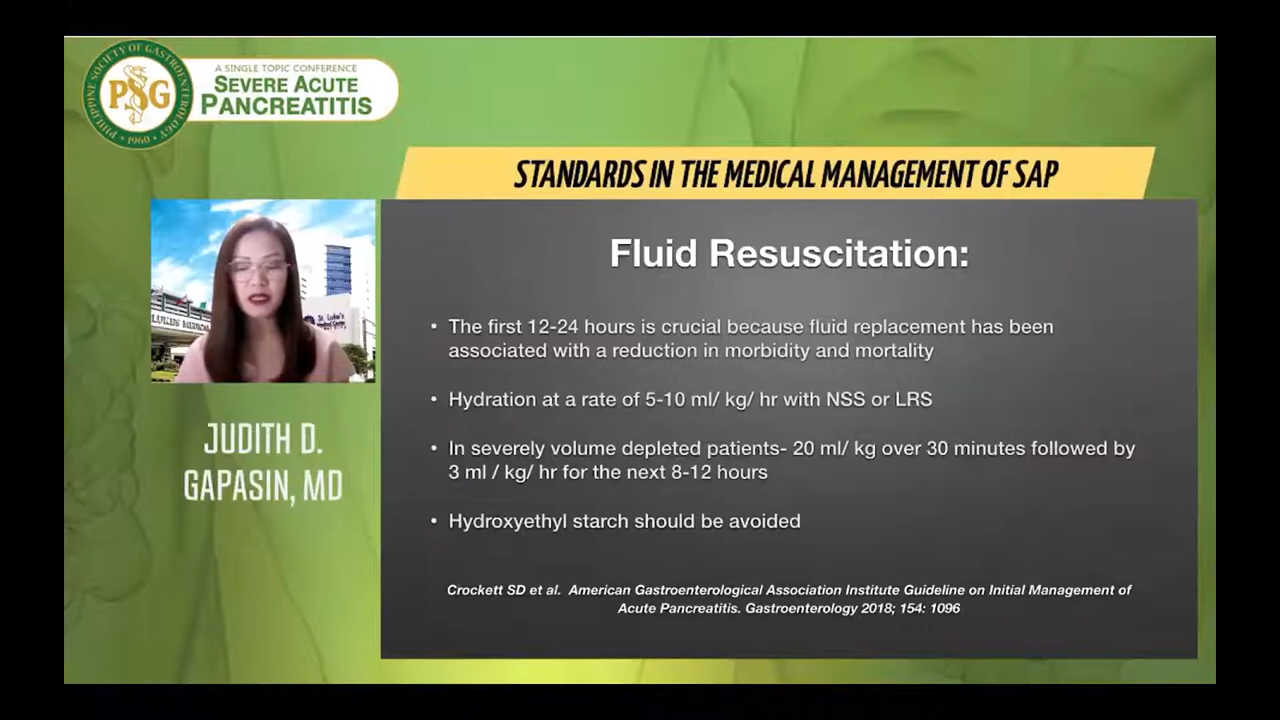 PHILIPPINE SOCIETY OF GASTROENTEROLOGY
PSG
• 1960 •
A SINGLE TOPIC CONFERENCE
SEVERE ACUTE
PANCREATITIS
STANDARDS IN THE MEDICAL MANAGEMENT OF SAP
St. Luke's
JUDITH D.
GAPASIN, MD
Fluid Resuscitation:
• The first 12-24 hours is crucial because fluid replacement has been
associated with a reduction in morbidity and mortality
• Hydration at a rate of 5-10 ml/ kg/ hr with NSS or LRS
• In severely volume depleted patients- 20 ml/ kg over 30 minutes followed by
3 ml / kg/ hr for the next 8-12 hours
• Hydroxyethyl starch should be avoided
Crockett SD et al. American Gastroenterological Association Institute Guideline on Initial Management of
Acute Pancreatitis. Gastroenterology 2018; 154: 1096